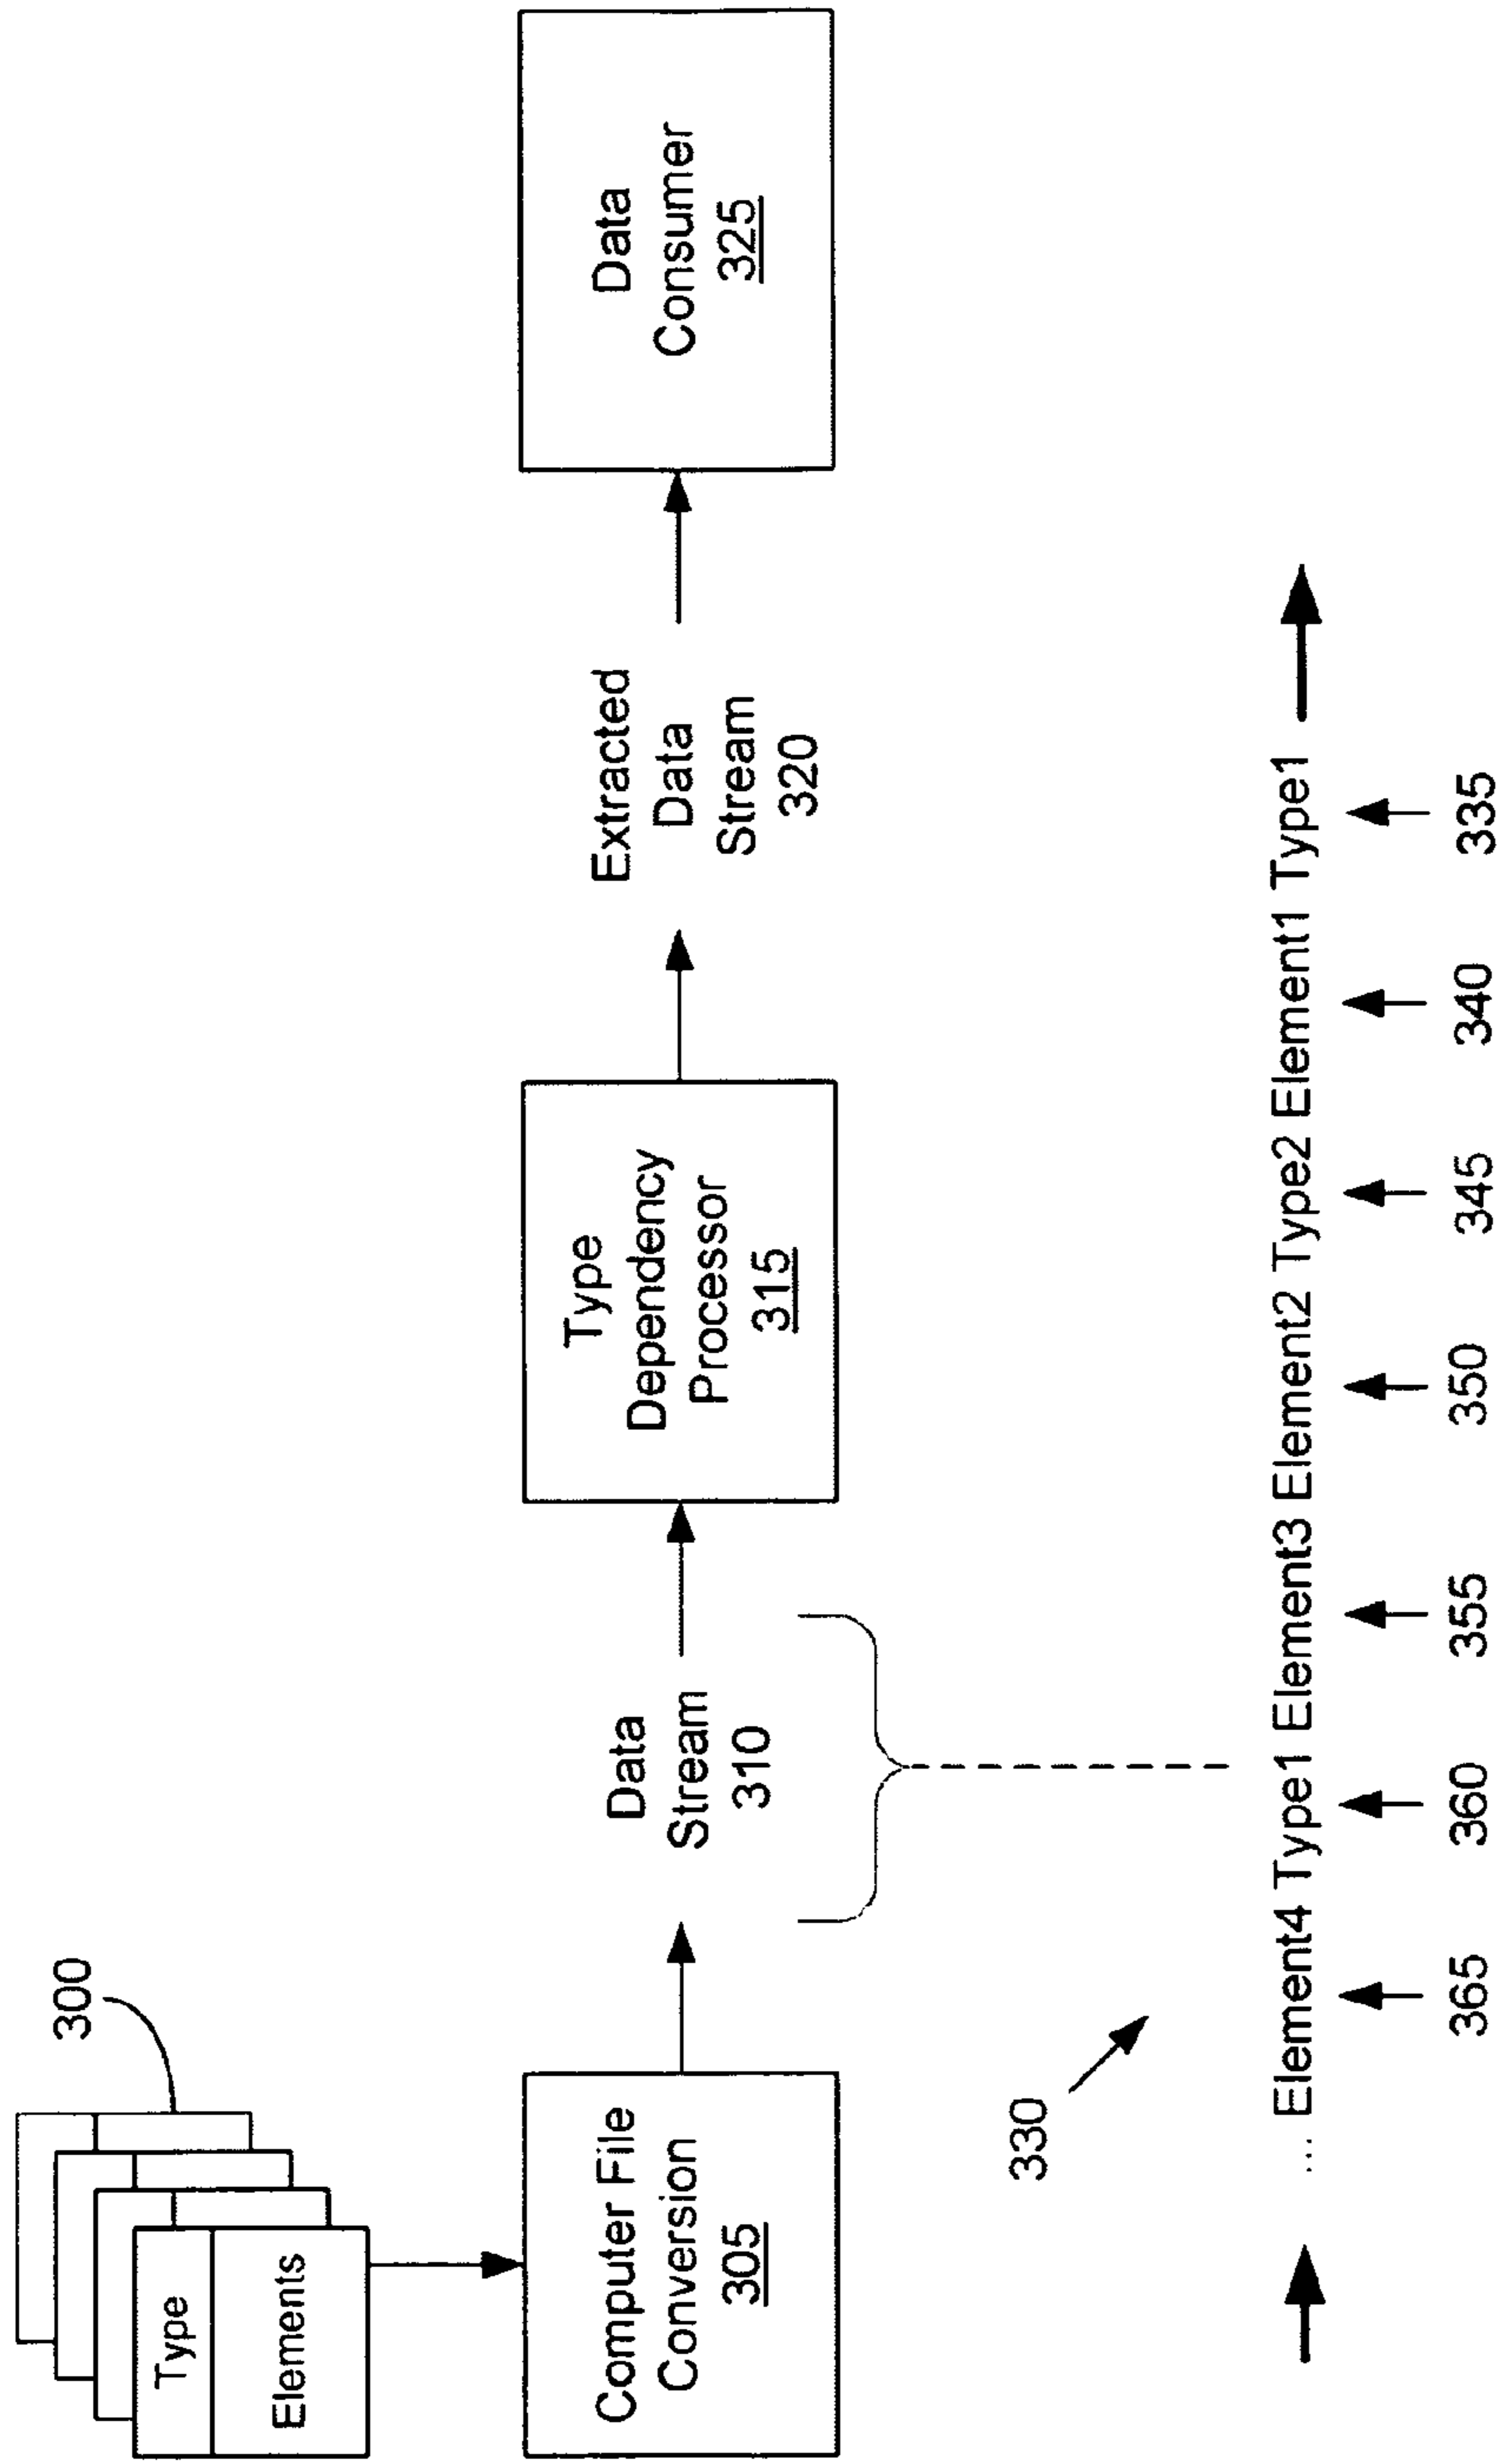 300
Type
Elements
Computer File
Conversion
305
Data
Stream
310
Type
Dependency
Processor
315
Extracted
Data
Stream
320
Data
Consumer
325
330
... Element4 Type1 Element3 Element2 Type2 Element1 Type1
365 360 355 350 345 340 335